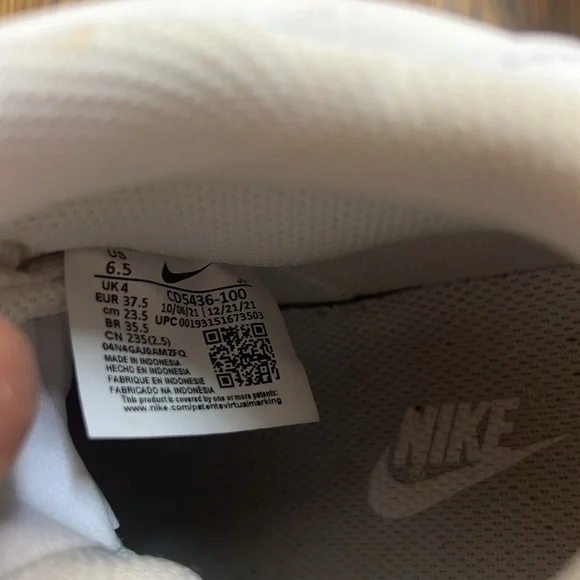 US
6.5
UK 4
EUR 37.5
cm 23.5
BR 35.5
CN 235(2.5)
CD5436-100
10/06/21 12/21/21
UPC 00193151673503
04N4GAJ0AMZFQ
MADE IN INDONESIA
HECHO EN INDONESIA
FABRIQUE EN INDONESIE
FABRICADO NA INDONÉSIA
This product is covered by one or more patents:
www.nike.com/patentsvirtualmarking
NIKE